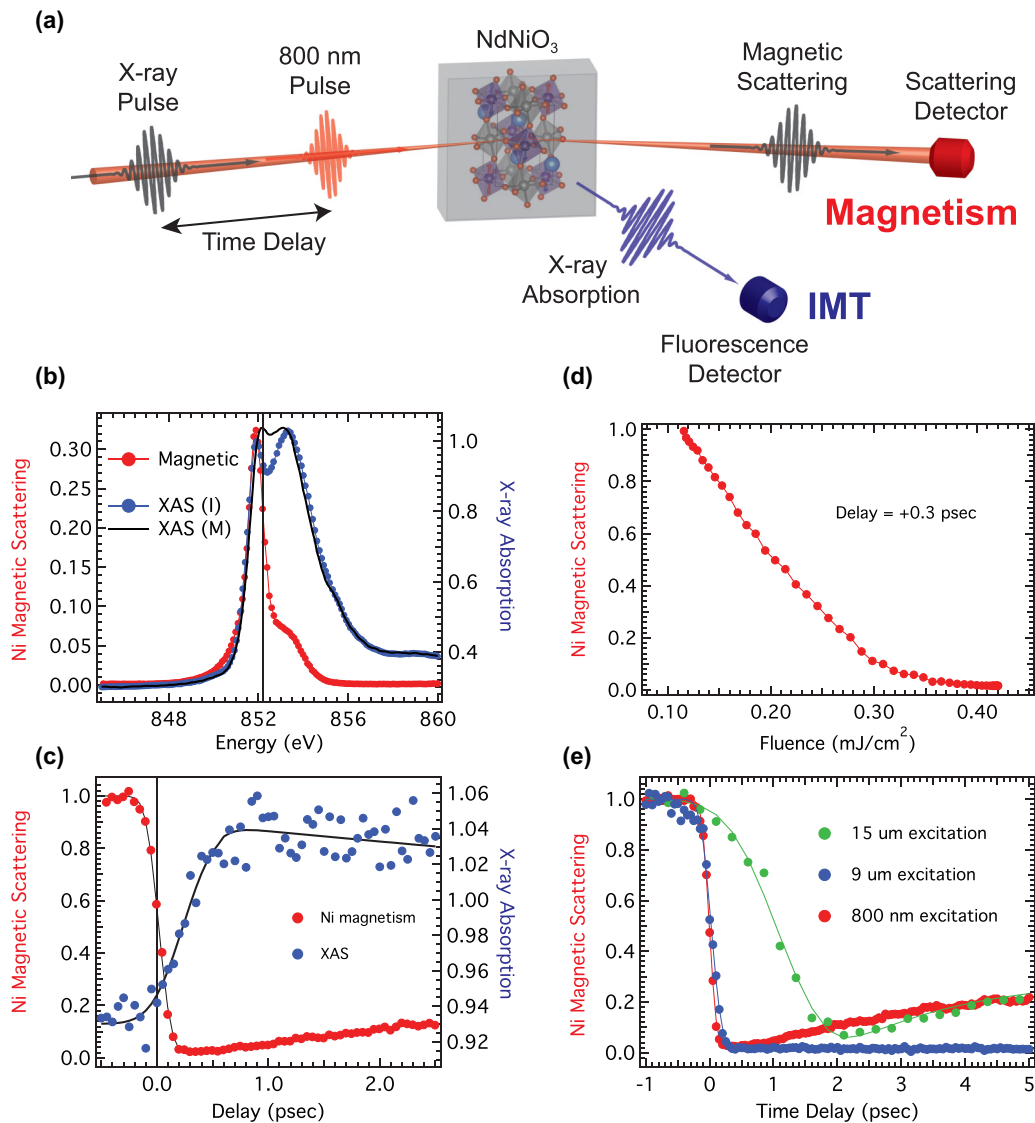 (a)
NdNiO3
800 nm
Pulse
X-ray
Pulse
Magnetic
Scattering
Scattering
Detector
Time Delay
Magnetism
X-ray
Absorption
IMT
Fluorescence
Detector
(b)
Ni Magnetic Scattering
0.30
0.25
0.20
0.15
0.10
0.05
0.00
Magnetic
XAS (I)
XAS (M)
1.0
0.8
0.6
0.4
X-ray Absorption
848
852
856
860
Energy (eV)
(d)
Ni Magnetic Scattering
1.0
0.8
0.6
0.4
0.2
0.0
Delay = +0.3 psec
0.10
0.20
0.30
0.40
Fluence (mJ/cm2)
(c)
Ni Magnetic Scattering
1.0
0.8
0.6
0.4
0.2
0.0
Ni magnetism
XAS
1.06
1.04
1.02
1.00
0.98
0.96
0.94
0.92
X-ray Absorption
0.0
1.0
2.0
Delay (psec)
(e)
Ni Magnetic Scattering
1.0
0.8
0.6
0.4
0.2
0.0
15 um excitation
9 um excitation
800 nm excitation
-1
0
1
2
3
4
5
Time Delay (psec)